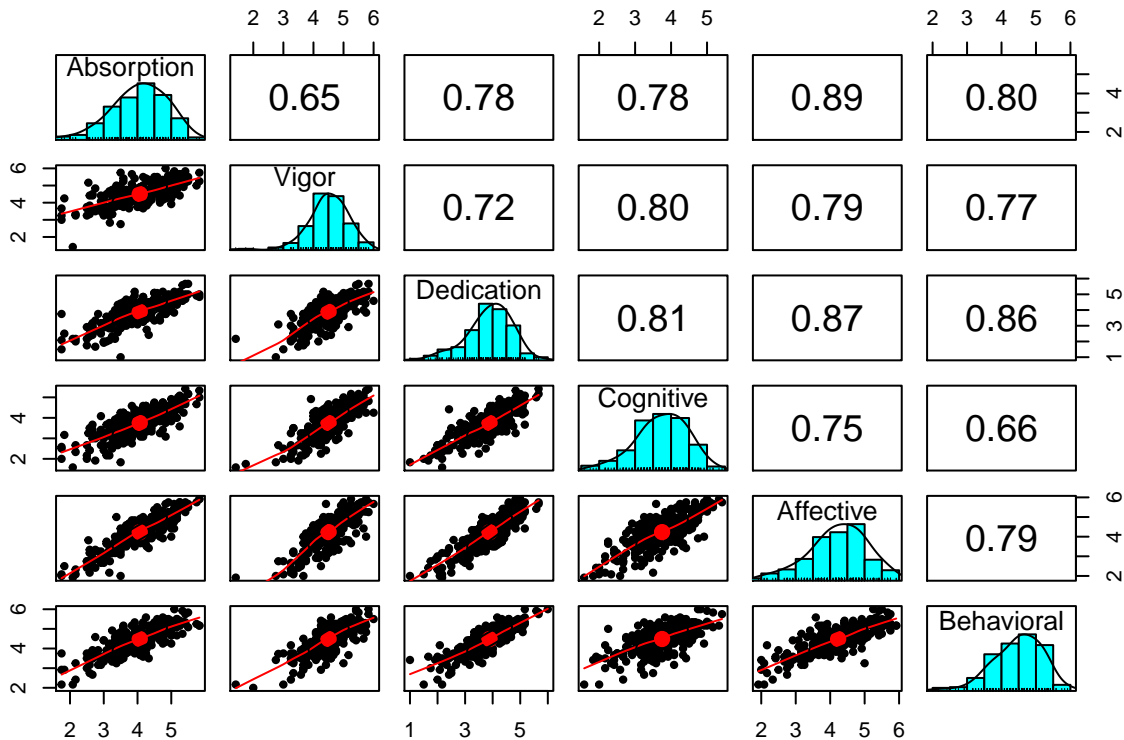 2 3 4 5 6 2 3 4 5 2 3 4 5 6
Absorption 0.65 0.78 0.78 0.89 0.80 2 4
2 4 6 Vigor 0.72 0.80 0.79 0.77
Dedication 0.81 0.87 0.86 1 3 5
2 4 Cognitive 0.75 0.66
Affective 0.79 2 4 6
2 4 6 Behavioral
2 3 4 5 1 3 5 2 3 4 5 6